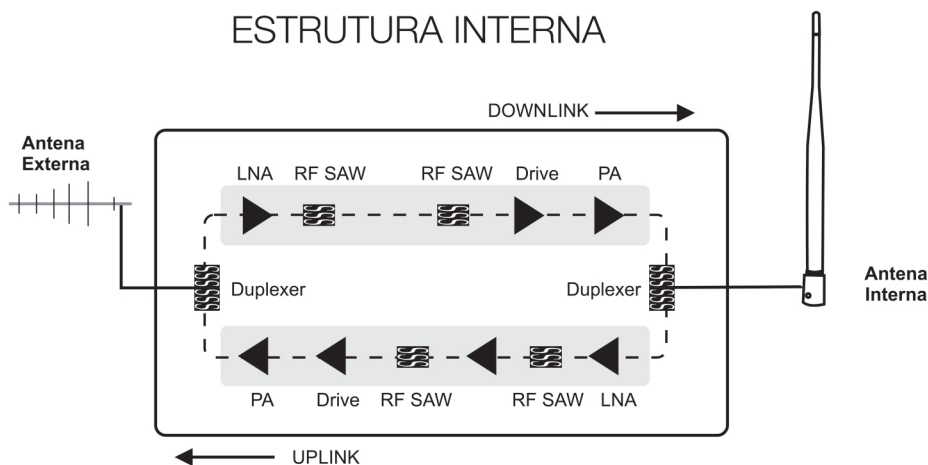 ESTRUTURA INTERNA
DOWNLINK
Antena
Externa
LNA RF SAW RF SAW Drive PA
Duplexer Duplexer
Antena
Interna
PA Drive RF SAW RF SAW LNA
UPLINK